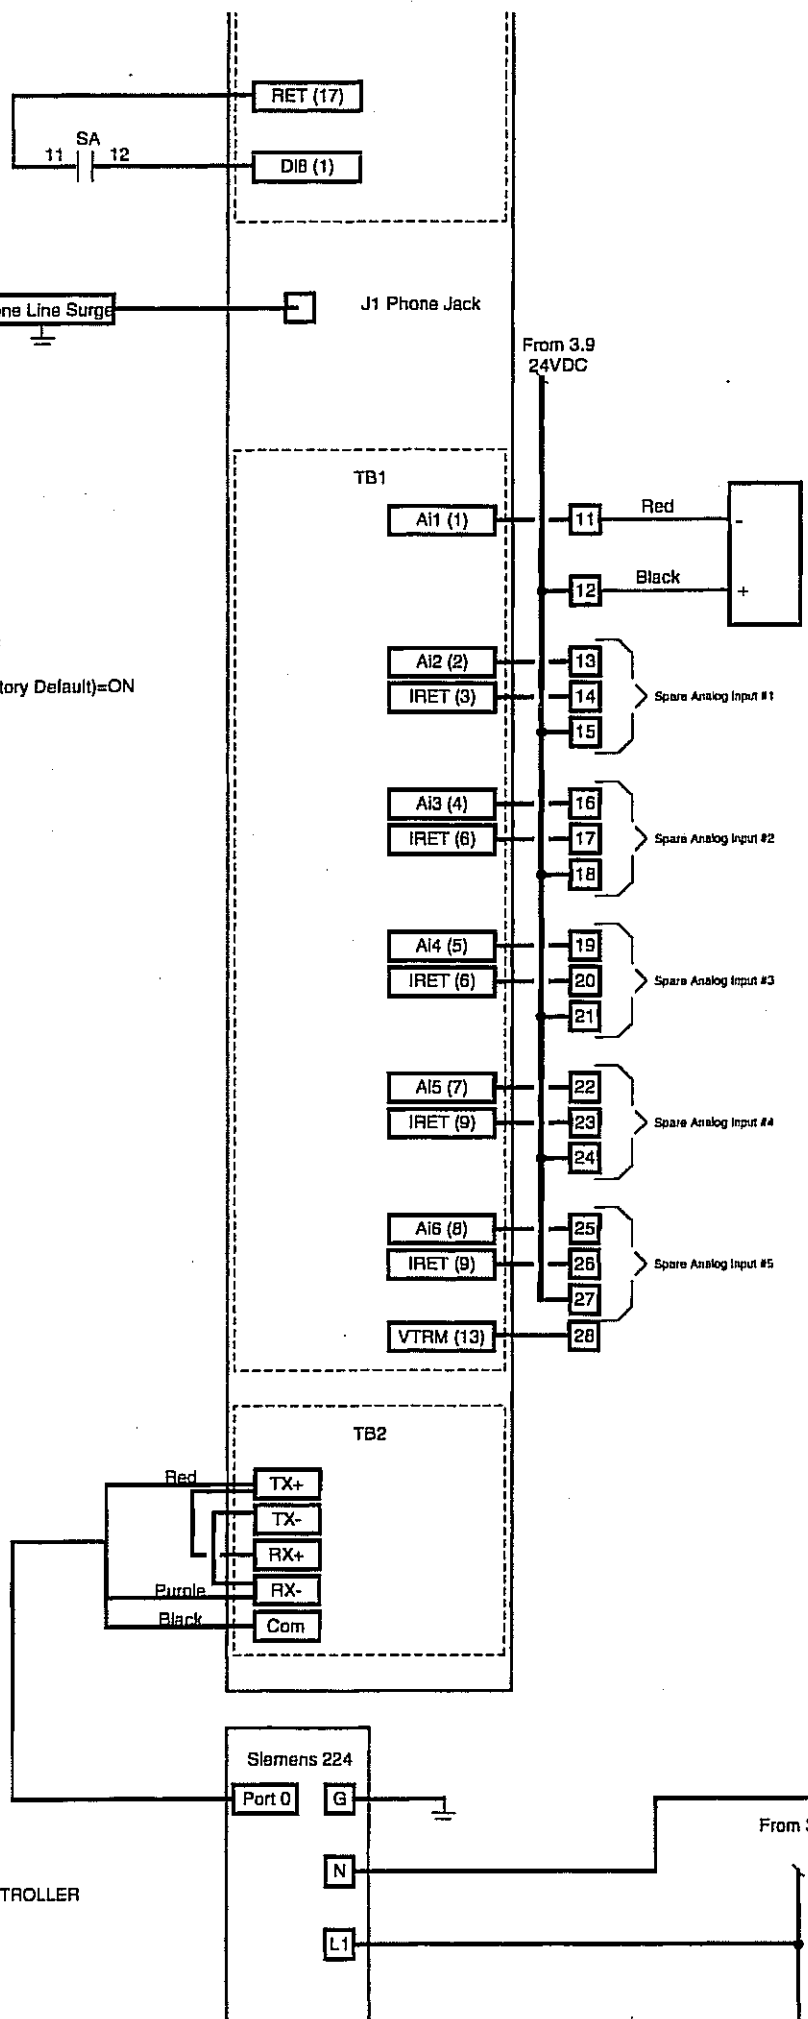 RET (17)
SA
11 12
DI8 (1)
one Line Surge
J1 Phone Jack
From 3.9
24VDC
TB1
Ai1 (1) 11 Red -
12 Black +
Ai2 (2) 13
tory Default)=ON
IRET (3) 14 Spare Analog Input #1
15
Ai3 (4) 16
IRET (6) 17 Spare Analog Input #2
18
Ai4 (5) 19
IRET (6) 20 Spare Analog Input #3
21
AI5 (7) 22
IRET (9) 23 Spare Analog Input #4
24
Ai6 (8) 25
IRET (9) 26 Spare Analog Input #5
27
VTRM (13) 28
TB2
Red TX+
TX-
RX+
Purple RX-
Black Com
Siemens 224
Port 0 G
From
N
TROLLER
L1